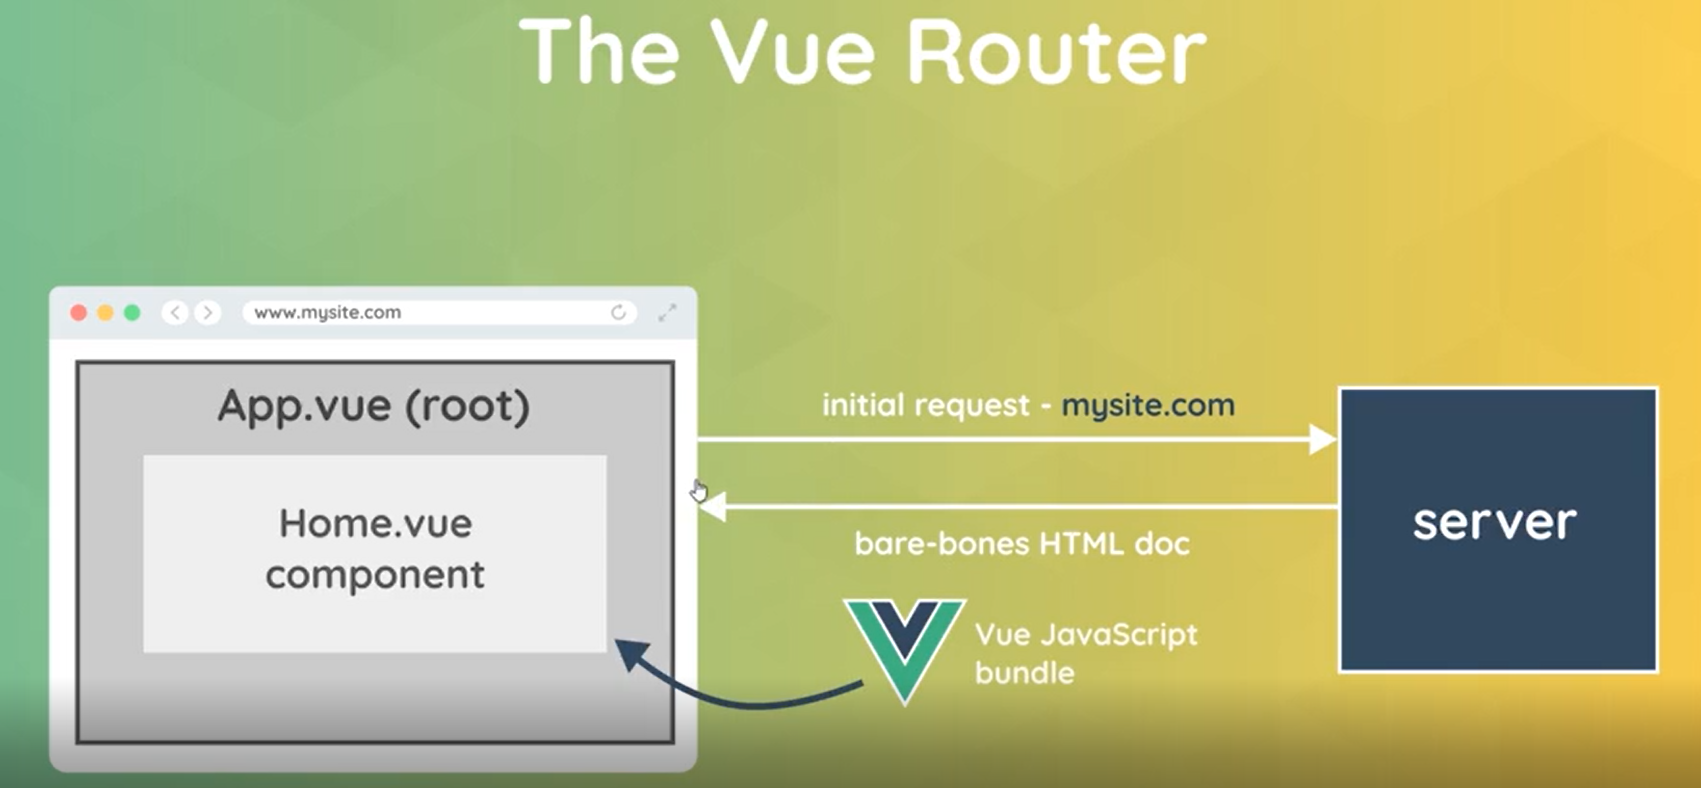 The Vue Router
www.mysite.com
App.vue (root)
Home.vue
component
initial request - mysite.com
bare-bones HTML doc
Vue JavaScript
bundle
server